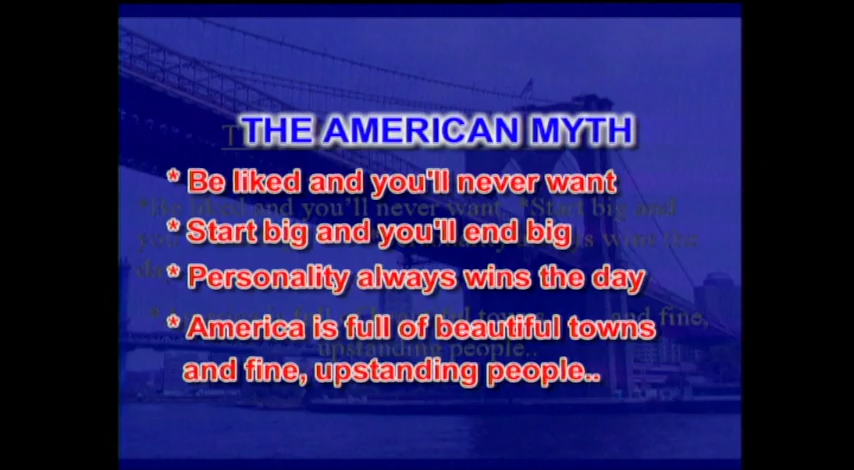 THE AMERICAN MYTH
* Be liked and you'll never want
* Start big and you'll end big
* Personality always wins the day
* America is full of beautiful towns
and fine, upstanding people..